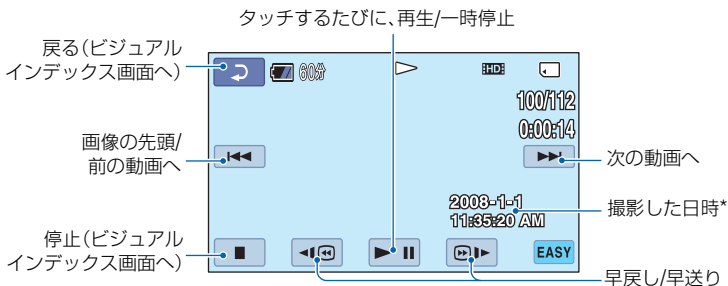 タッチするたびに、再生/一時停止
戻る(ビジュアル
インデックス画面へ)
60分
HD
100/112
0:00:14
画像の先頭/
前の動画へ
次の動画へ
2008-1-1
11:35:20 AM
撮影した日時*
停止(ビジュアル
インデックス画面へ)
EASY
早戻し/早送り